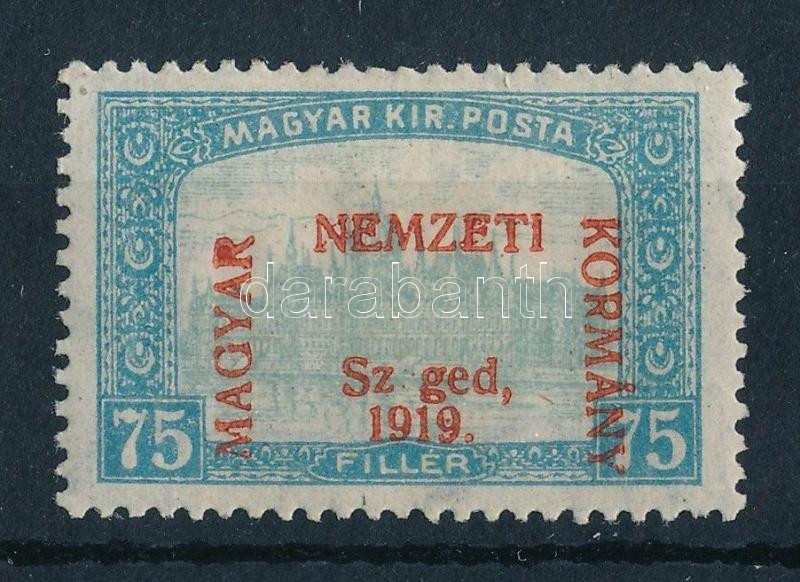 MAGYAR KIR. POSTA
MAGYAR
NEMZETI
KORMÁNY
darabanth
Sz ged,
1919.
75
75
FILLÉR